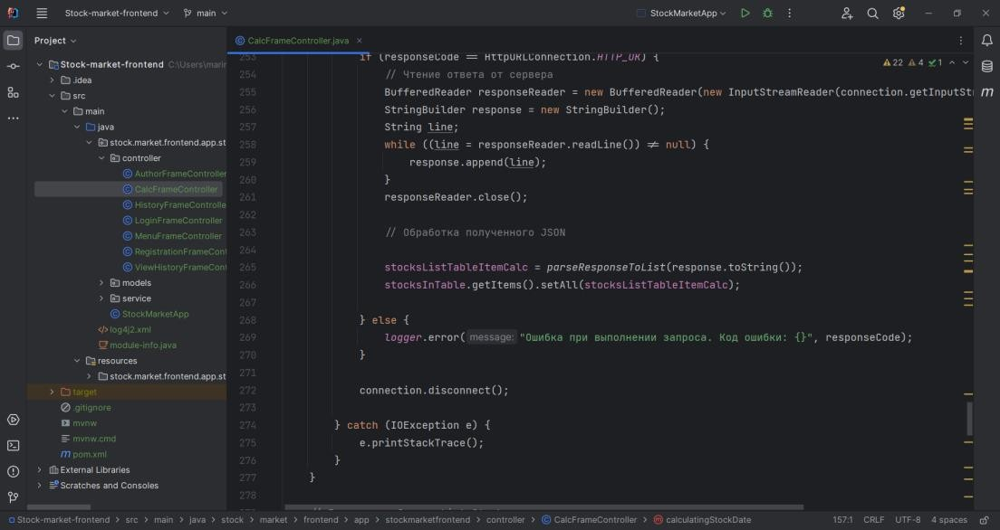 Stock-market-frontend
main
StockMarketApp
Project
CalcFrameController.java
Stock-market-frontend C:\Users\marir
.idea
src
main
java
stock.market.frontend.app.st
controller
AuthorFrameController
CalcFrameController
HistoryFrameControlle
LoginFrameController
MenuFrameController
RegistrationFrameCont
ViewHistoryFrameCont
models
service
StockMarketApp
log4j2.xml
module-info.java
resources
stock.market.frontend.app.st
target
.gitignore
mvnw
mvnw.cmd
pom.xml
External Libraries
Scratches and Consoles
22 4 1
253 if (responseCode == HttpURLConnection.HTTP_OK) {
254 // Чтение ответа от сервера
255 BufferedReader responseReader = new BufferedReader(new InputStreamReader(connection.getInputStr
256 StringBuilder response = new StringBuilder();
257 String line;
258 while ((line = responseReader.readLine()) != null) {
259 response.append(line);
260 }
261 responseReader.close();
262
263 // Обработка полученного JSON
264
265 stocksListTableItemCalc = parseResponseToList(response.toString());
266 stocksInTable.getItems().setAll(stocksListTableItemCalc);
267
268 } else {
269 logger.error( message: "Ошибка при выполнении запроса. Код ошибки: {}", responseCode);
270 }
271
272 connection.disconnect();
273
274 } catch (IOException e) {
275 e.printStackTrace();
276 }
277 }
278
Stock-market-frontend > src > main > java > stock > market > frontend > app > stockmarketfrontend > controller > CalcFrameController > calculatingStockDate
157:1 CRLF UTF-8 4 spaces